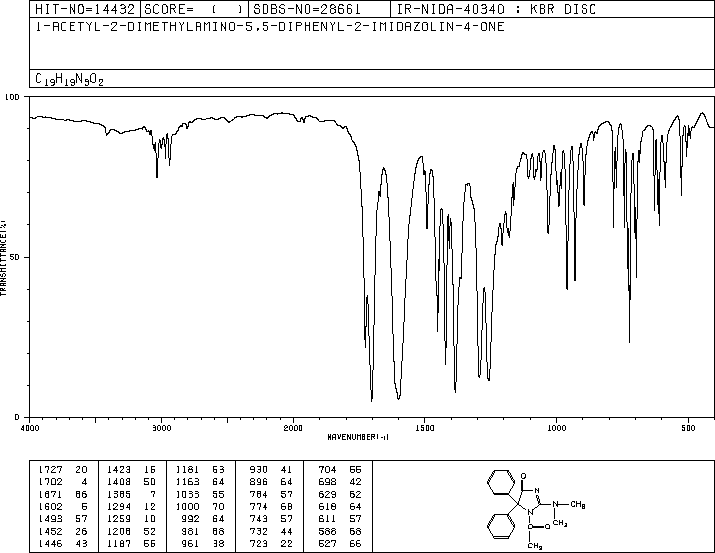 HIT-NO=14432 SCORE= ( ) SDBS-NO=28661 IR-NIDA-40340 : KBR DISC
1-ACETYL-2-DIMETHYLAMINO-5,5-DIPHENYL-2-IMIDAZOLIN-4-ONE
C19H19N3O2
100
50
0
TRANSMITTANCE(%)
4000 3000 2000 1500 1000 500
WAVENUMBER(-1)
1727 20 1423 16 1181 63 930 41 704 66
1702 4 1408 50 1163 64 896 64 698 42
1671 66 1385 7 1033 55 784 57 629 62
1602 5 1294 12 1000 70 774 68 618 64
1493 57 1259 10 992 64 743 57 611 57
1452 26 1208 52 981 68 732 44 588 68
1446 43 1187 56 961 38 723 22 527 66
O
N
N
N
CH3
CH3
C=O
CH3